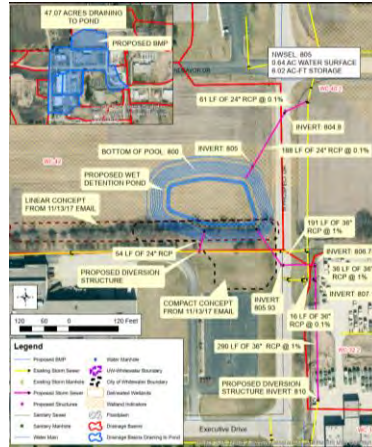 47.07 ACRES DRAINING
TO POND
PROPOSED BMP
NWSEL 805
0.64 AC WATER SURFACE
6.02 AC-FT STORAGE
61 LF OF 24" RCP @ 0.1%
INVERT 804.9
BOTTOM OF POOL 800
INVERT 805
188 LF OF 24" RCP @ 0.1%
PROPOSED WET
DETENTION POND
LINEAR CONCEPT
FROM 11/13/17 EMAIL
191 LF OF 36"
RCP @ 1%
INVERT 806.7
54 LF OF 24" RCP
36 LF OF 36"
RCP @ 1%
PROPOSED DIVERSION
STRUCTURE
INVERT 807
COMPACT CONCEPT
FROM 11/13/17 EMAIL
INVERT
805.93
16 LF OF 36"
RCP @ 0.1%
120 60 0 120 Feet
280 LF OF 36" RCP @ 1%
PROPOSED DIVERSION
STRUCTURE INVERT 810
Executive Drive
Legend
Proposed BMP
Existing Storm Sewer
Existing Storm Manhole
Proposed Storm Sewer
Proposed Structures
Sanitary Sewer
Sanitary Manhole
Water Main
Water Manhole
UW-Whitewater Boundary
City of Whitewater Boundary
Delineated Wetlands
Wetland Indicators
Floodplain
Drainage Basins
Drainage Basins Draining to Pond